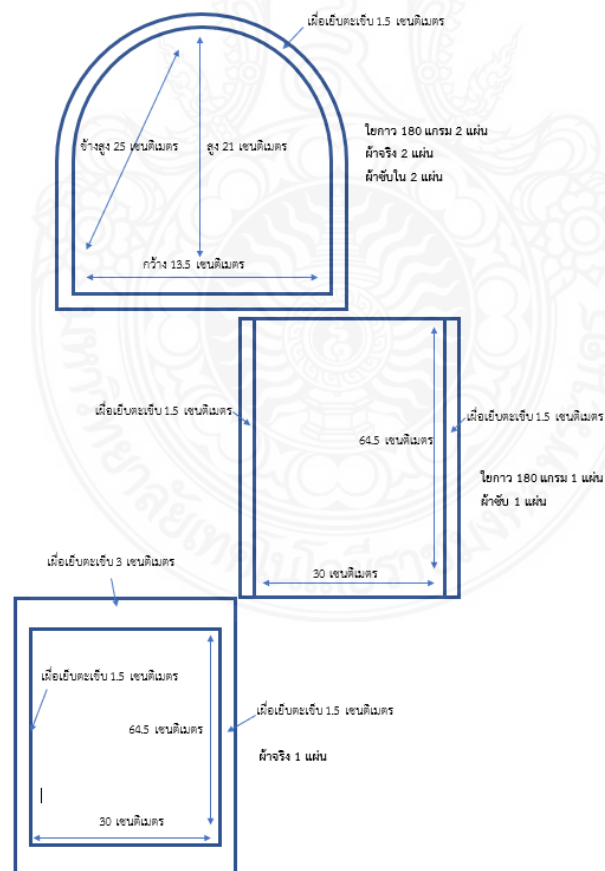 เผื่อเย็บตะเข็บ 1.5 เซนติเมตร
ข้างสูง 25 เซนติเมตร
สูง 21 เซนติเมตร
ใยกาว 180 แกรม 2 แผ่น
ผ้าจริง 2 แผ่น
ผ้าซับใน 2 แผ่น
กว้าง 13.5 เซนติเมตร
เผื่อเย็บตะเข็บ 1.5 เซนติเมตร
เผื่อเย็บตะเข็บ 1.5 เซนติเมตร
64.5 เซนติเมตร
ใยกาว 180 แกรม 1 แผ่น
ผ้าซับ 1 แผ่น
30 เซนติเมตร
เผื่อเย็บตะเข็บ 3 เซนติเมตร
เผื่อเย็บตะเข็บ 1.5 เซนติเมตร
เผื่อเย็บตะเข็บ 1.5 เซนติเมตร
64.5 เซนติเมตร
ผ้าจริง 1 แผ่น
30 เซนติเมตร